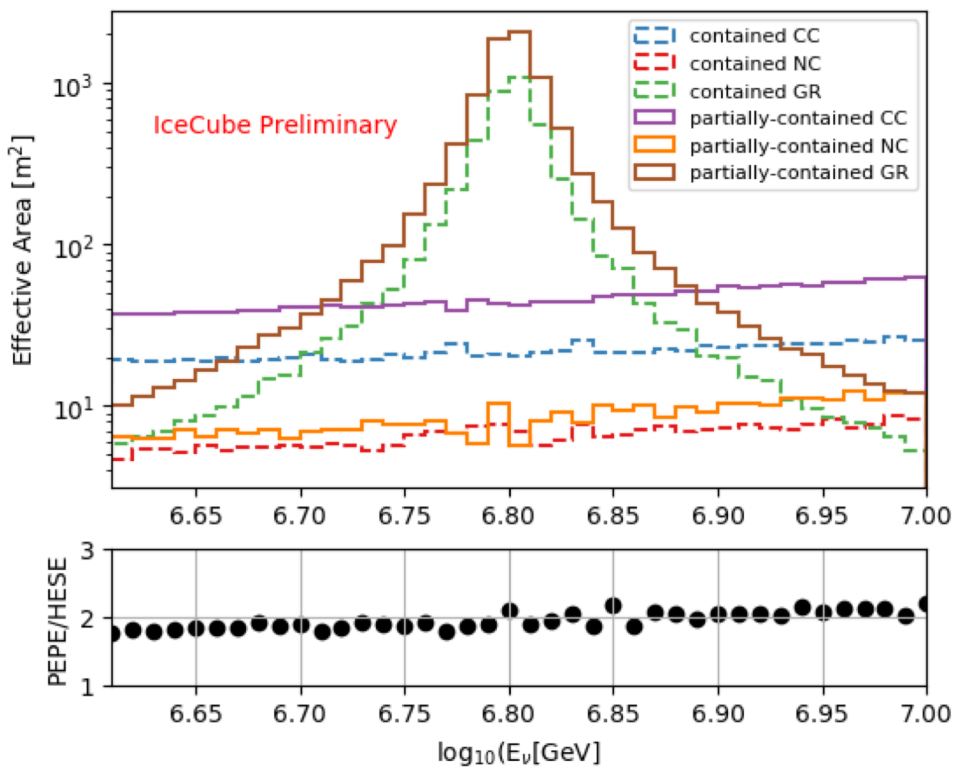 Effective Area [m²]
10³
10²
10¹
IceCube Preliminary
contained CC
contained NC
contained GR
partially-contained CC
partially-contained NC
partially-contained GR
6.65 6.70 6.75 6.80 6.85 6.90 6.95 7.00
PEPE/HESE
3
2
1
6.65 6.70 6.75 6.80 6.85 6.90 6.95 7.00
log₁₀(Eᵥ[GeV]